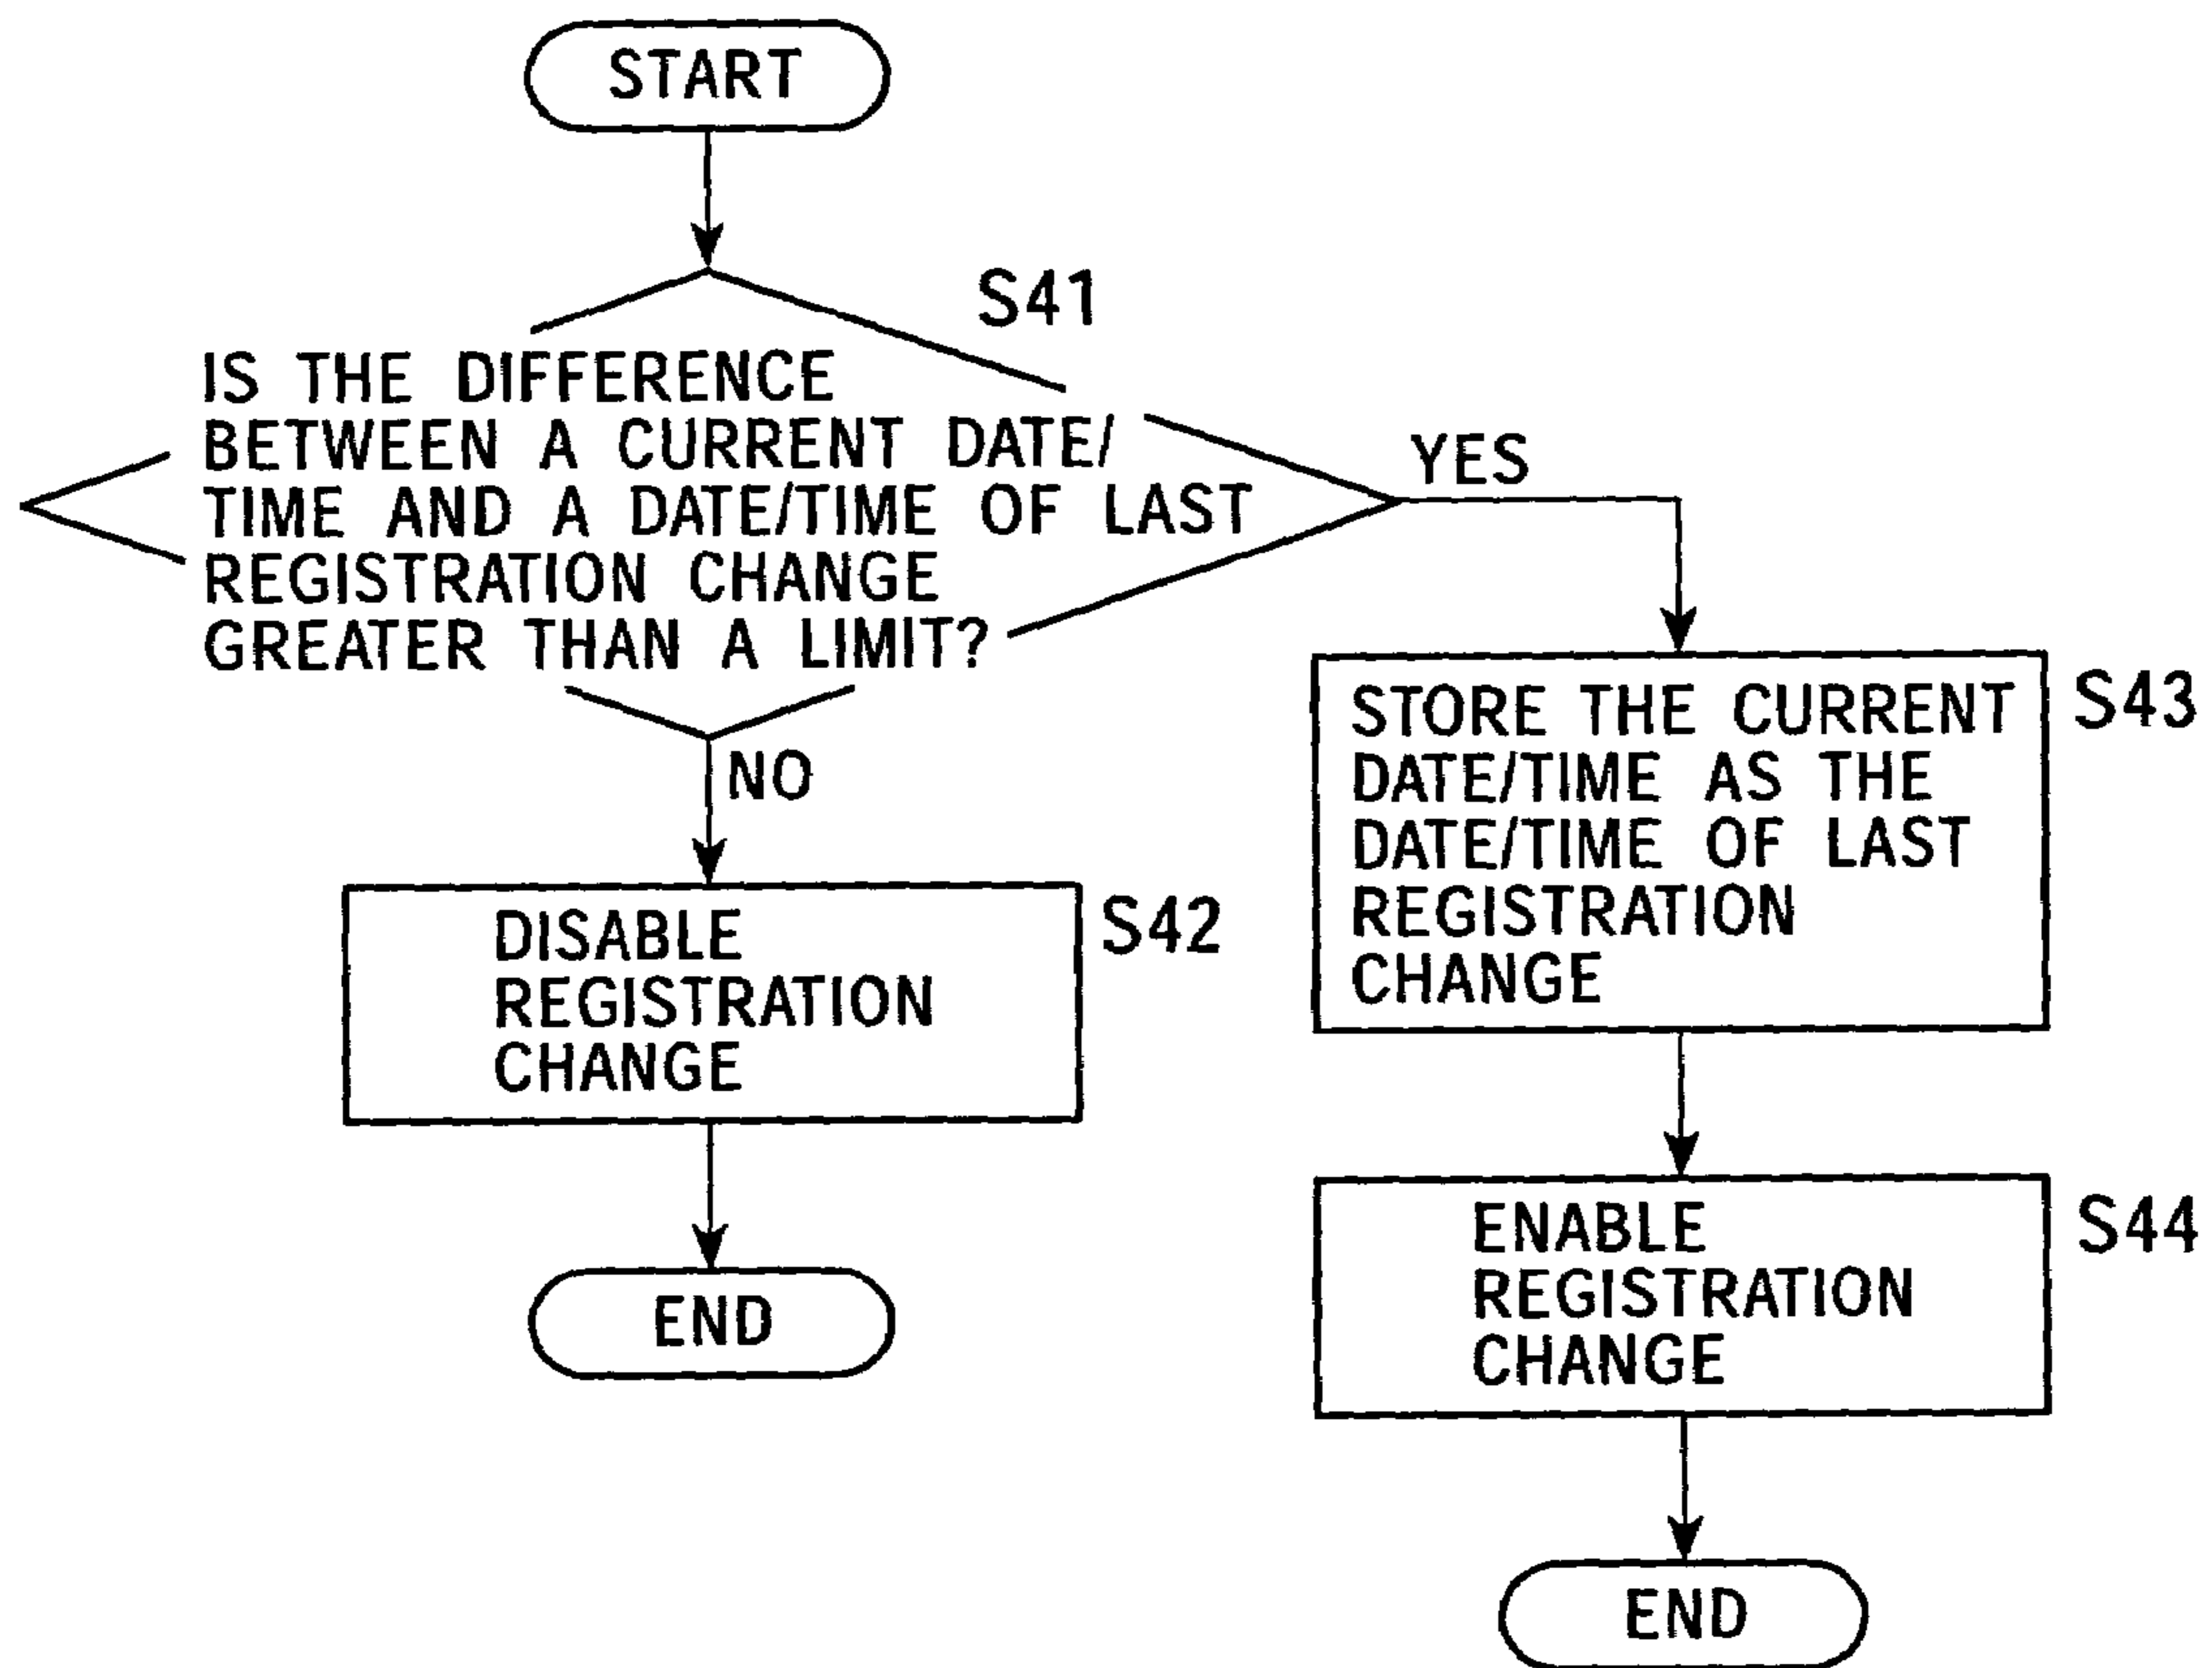 START
S41
IS THE DIFFERENCE
BETWEEN A CURRENT DATE/
TIME AND A DATE/TIME OF LAST
REGISTRATION CHANGE
GREATER THAN A LIMIT?
YES
NO
DISABLE
REGISTRATION
CHANGE
S42
END
STORE THE CURRENT
DATE/TIME AS THE
DATE/TIME OF LAST
REGISTRATION
CHANGE
S43
ENABLE
REGISTRATION
CHANGE
S44
END